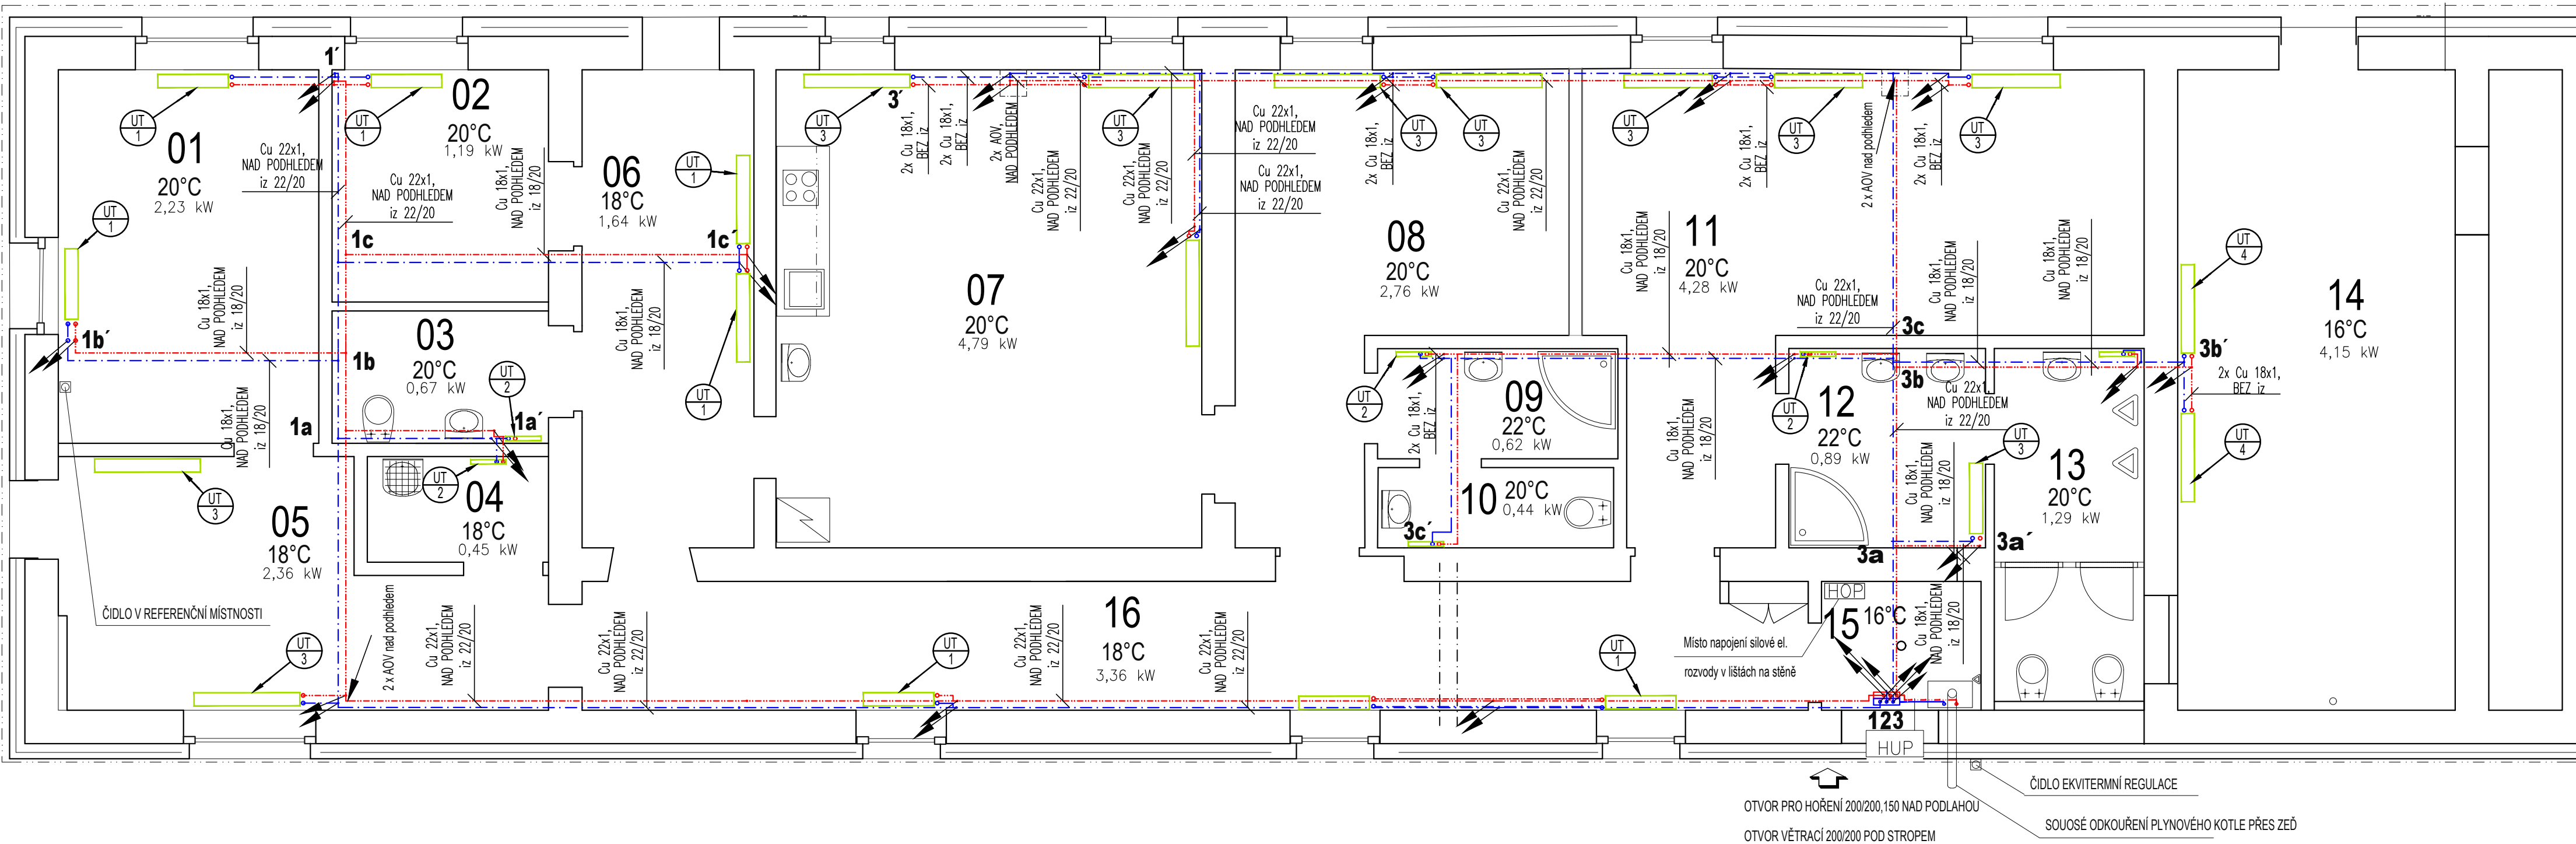 1´
UT
1
UT
1
01
20°C
2,23 kW
02
20°C
1,19 kW
Cu 22x1,
NAD PODHLEDEM
iz 22/20
Cu 22x1,
NAD PODHLEDEM
iz 22/20
Cu 18x1,
NAD PODHLEDEM
iz 18/20
UT
1
06
18°C
1,64 kW
UT
1
1c
1c´
Cu 18x1,
NAD PODHLEDEM
iz 18/20
Cu 18x1,
NAD PODHLEDEM
iz 18/20
1b´
1b
03
20°C
0,67 kW
UT
2
1a
1a´
UT
1
Cu 18x1,
NAD PODHLEDEM
iz 18/20
UT
3
UT
2
04
18°C
0,45 kW
05
18°C
2,36 kW
ČIDLO V REFERENČNÍ MÍSTNOSTI
UT
3
2 x AOV nad podhledem
Cu 22x1,
NAD PODHLEDEM
iz 22/20
Cu 22x1,
NAD PODHLEDEM
iz 22/20
UT
3
3´
2x Cu 18x1,
BEZ iz
2x Cu 18x1,
BEZ iz
2x AOV,
NAD PODHLEDEM
Cu 22x1,
NAD PODHLEDEM
iz 22/20
UT
3
Cu 22x1,
NAD PODHLEDEM
iz 22/20
Cu 22x1,
NAD PODHLEDEM
iz 22/20
Cu 22x1,
NAD PODHLEDEM
iz 22/20
07
20°C
4,79 kW
UT
3
UT
3
2x Cu 18x1,
BEZ iz
Cu 22x1,
NAD PODHLEDEM
iz 22/20
08
20°C
2,76 kW
UT
3
UT
3
2x Cu 18x1,
BEZ iz
2 x AOV nad podhledem
2x Cu 18x1,
BEZ iz
UT
3
11
20°C
4,28 kW
Cu 18x1,
NAD PODHLEDEM
iz 18/20
Cu 22x1,
NAD PODHLEDEM
iz 22/20
Cu 18x1,
NAD PODHLEDEM
iz 18/20
Cu 18x1,
NAD PODHLEDEM
iz 18/20
3c
3b
Cu 22x1,
NAD PODHLEDEM
iz 22/20
UT
2
2x Cu 18x1,
BEZ iz
09
22°C
0,62 kW
10
20°C
0,44 kW
3c´
Cu 18x1,
NAD PODHLEDEM
iz 18/20
UT
2
12
22°C
0,89 kW
Cu 18x1,
NAD PODHLEDEM
iz 18/20
UT
3
3a
3a´
13
20°C
1,29 kW
UT
4
3b´
2x Cu 18x1,
BEZ iz
UT
4
14
16°C
4,15 kW
UT
1
Cu 22x1,
NAD PODHLEDEM
iz 22/20
16
18°C
3,36 kW
Cu 22x1,
NAD PODHLEDEM
iz 22/20
UT
1
HOP
15
16°C
Cu 18x1,
NAD PODHLEDEM
iz 18/20
Místo napojení silové el.
rozvody v lištách na stěně
123
HUP
ČIDLO EKVITERMNÍ REGULACE
OTVOR PRO HOŘENÍ 200/200,150 NAD PODLAHOU
SOUOSÉ ODKOUŘENÍ PLYNOVÉHO KOTLE PŘES ZEĎ
OTVOR VĚTRACÍ 200/200 POD STROPEM